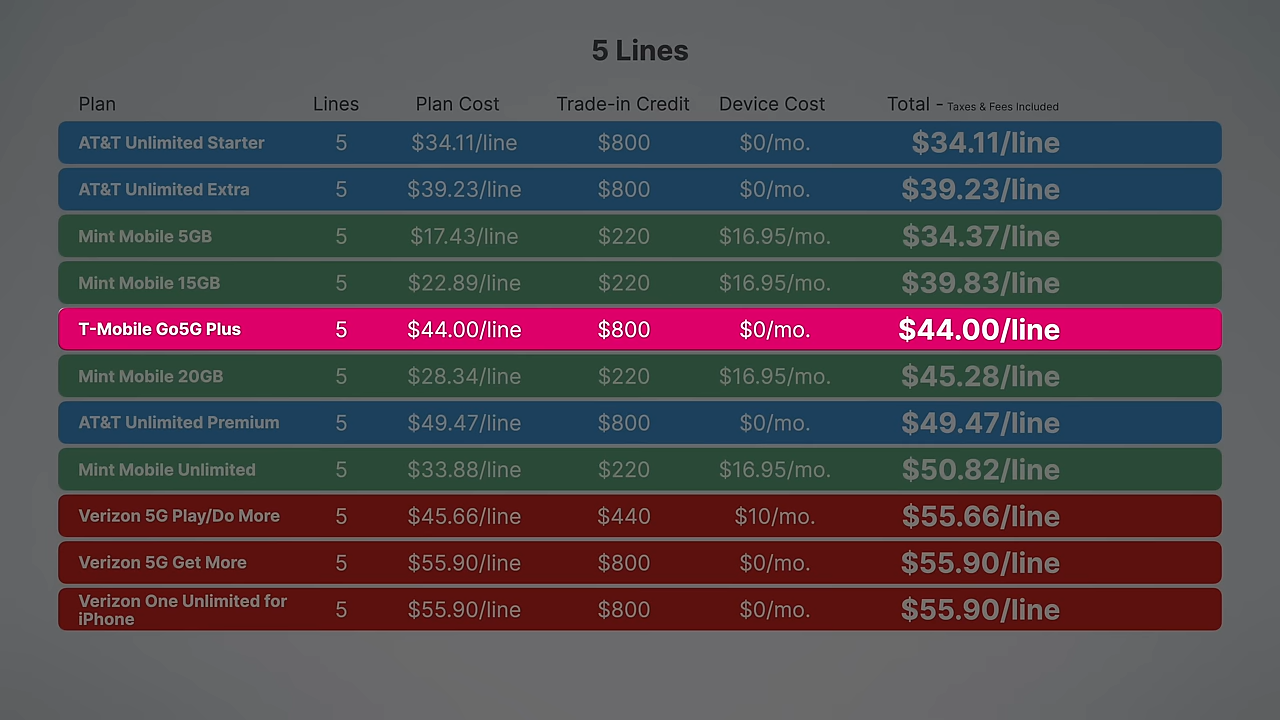 5 Lines
Plan Lines Plan Cost Trade-in Credit Device Cost Total - Taxes & Fees Included
AT&T Unlimited Starter 5 $34.11/line $800 $0/mo. $34.11/line
AT&T Unlimited Extra 5 $39.23/line $800 $0/mo. $39.23/line
Mint Mobile 5GB 5 $17.43/line $220 $16.95/mo. $34.37/line
Mint Mobile 15GB 5 $22.89/line $220 $16.95/mo. $39.83/line
T-Mobile Go5G Plus 5 $44.00/line $800 $0/mo. $44.00/line
Mint Mobile 20GB 5 $28.34/line $220 $16.95/mo. $45.28/line
AT&T Unlimited Premium 5 $49.47/line $800 $0/mo. $49.47/line
Mint Mobile Unlimited 5 $33.88/line $220 $16.95/mo. $50.82/line
Verizon 5G Play/Do More 5 $45.66/line $440 $10/mo. $55.66/line
Verizon 5G Get More 5 $55.90/line $800 $0/mo. $55.90/line
Verizon One Unlimited for
iPhone 5 $55.90/line $800 $0/mo. $55.90/line